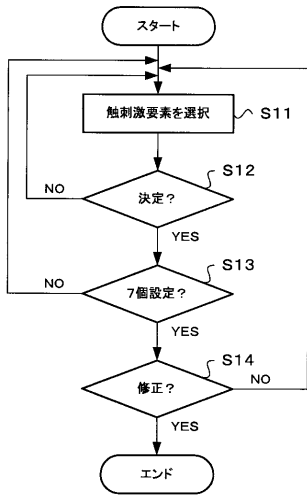 スタート
触刺激要素を選択
S11
S12
決定？
NO
YES
S13
7個設定？
NO
YES
S14
修正？
NO
YES
エンド